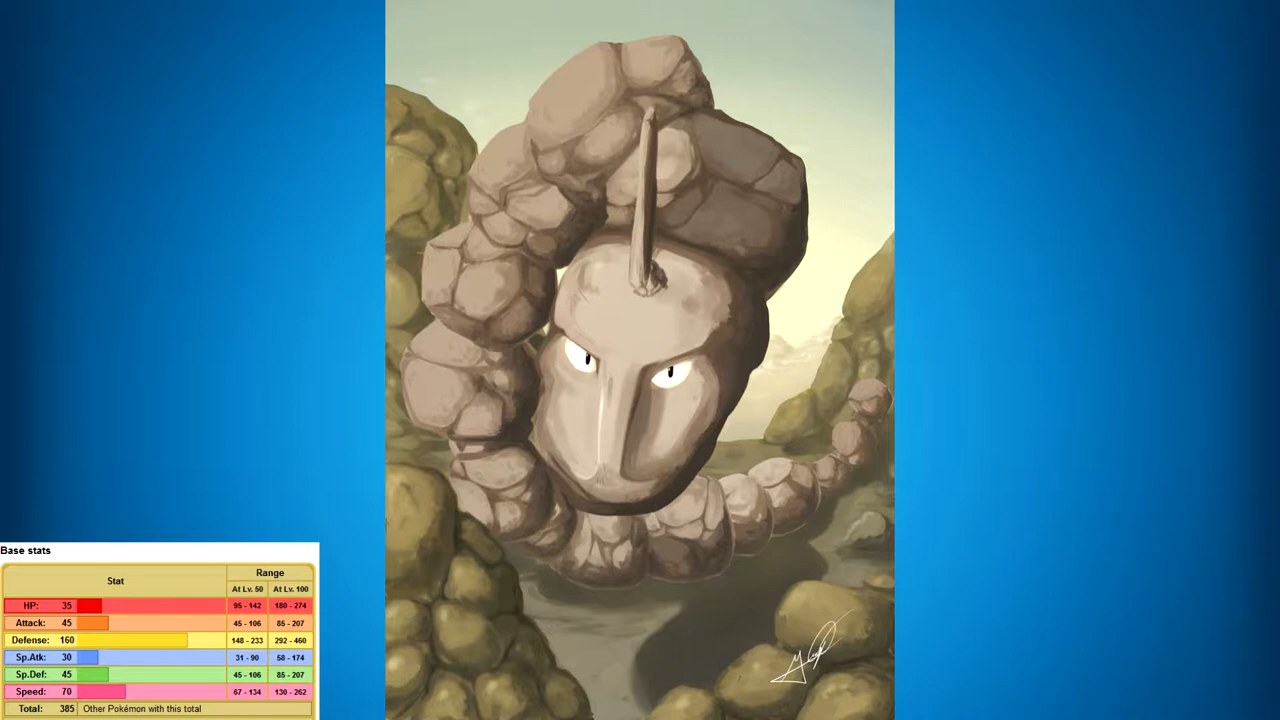 Base stats
Stat Range
At Lv. 50 At Lv. 100
HP: 35 95 - 142 180 - 274
Attack: 45 45 - 106 85 - 207
Defense: 160 148 - 233 292 - 460
Sp.Atk: 30 31 - 90 58 - 174
Sp.Def: 45 45 - 106 85 - 207
Speed: 70 67 - 134 130 - 262
Total: 385 Other Pokémon with this total